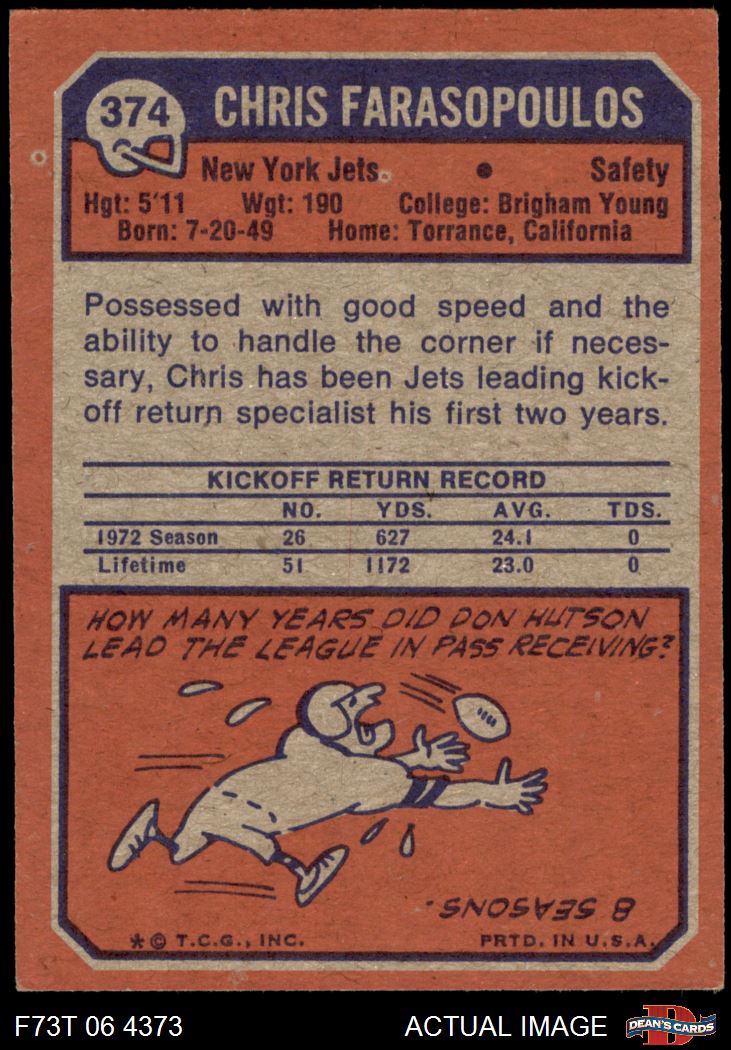 374 CHRIS FARASOPOULOS
New York Jets • Safety
Hgt: 5'11 Wgt: 190 College: Brigham Young
Born: 7-20-49 Home: Torrance, California
Possessed with good speed and the
ability to handle the corner if neces-
sary, Chris has been Jets leading kick-
off return specialist his first two years.
KICKOFF RETURN RECORD
NO. YDS. AVG. TDS.
1972 Season 26 627 24.1 0
Lifetime 51 1172 23.0 0
HOW MANY YEARS DID DON HUTSON
LEAD THE LEAGUE IN PASS RECEIVING?
8 SEASONS.
* © T.C.G., INC. PRTD. IN U.S.A.
F73T 06 4373 ACTUAL IMAGE DEAN'S CARDS